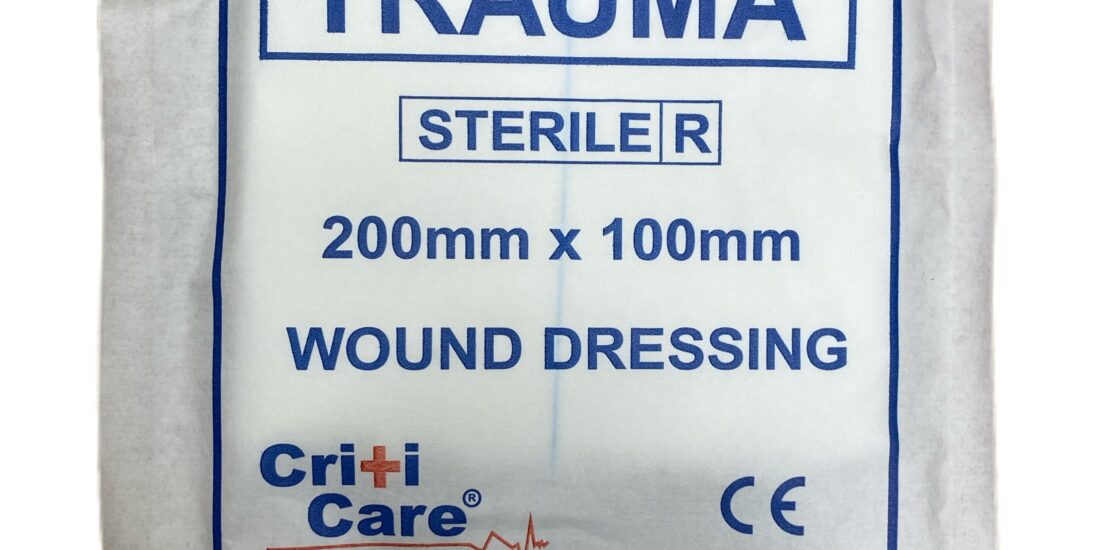 TRAUMA
STERILE R
200mm x 100mm
WOUND DRESSING
Criti
Care®
CE